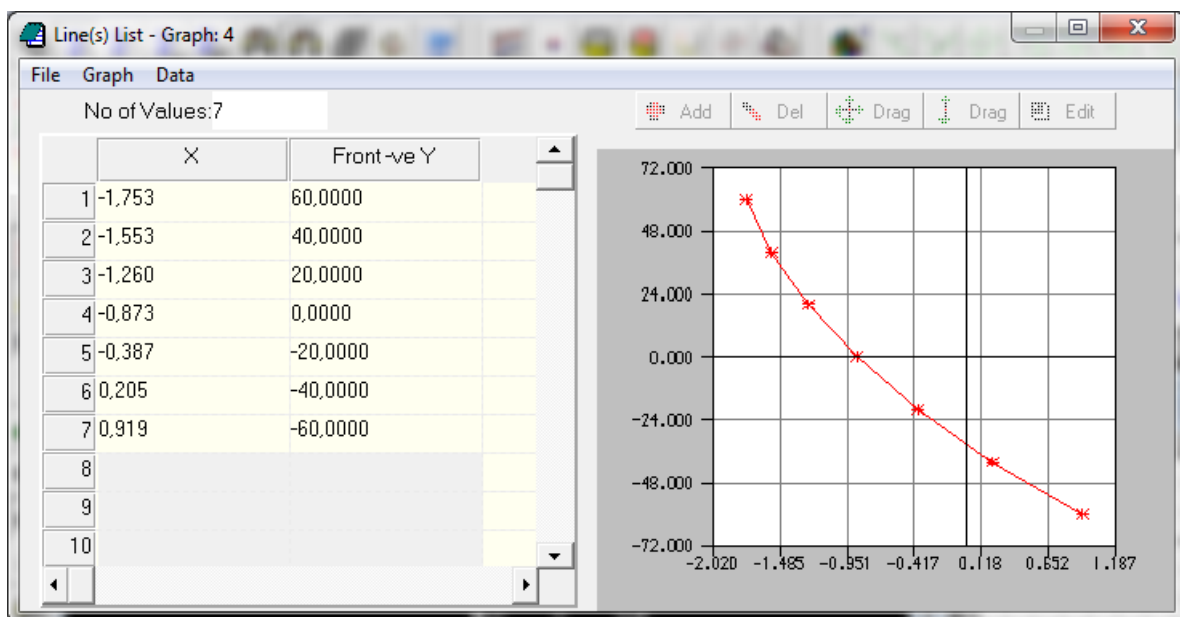 Line(s) List - Graph: 4
File Graph Data
No of Values:7
Add Del Drag Drag Edit
X Front-ve Y
1 -1,753 60,0000
2 -1,553 40,0000
3 -1,260 20,0000
4 -0,873 0,0000
5 -0,387 -20,0000
6 0,205 -40,0000
7 0,919 -60,0000
8
9
10
72.000
48.000
24.000
0.000
-24.000
-48.000
-72.000
-2.020 -1.485 -0.951 -0.417 0.118 0.652 1.187